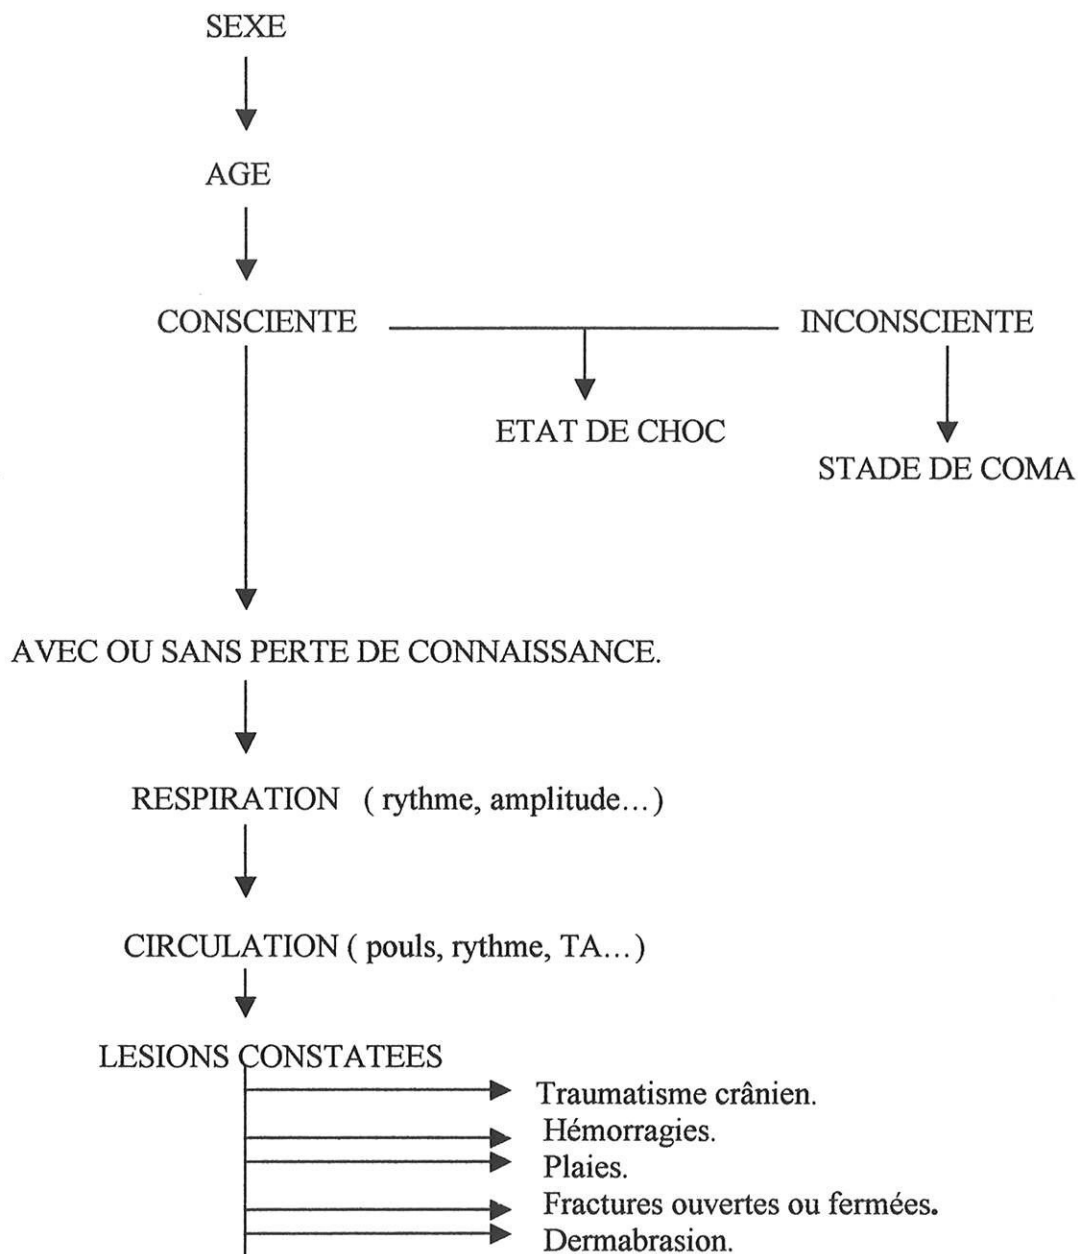 SEXE
AGE
CONSCIENTE INCONSCIENTE
ETAT DE CHOC
STADE DE COMA
AVEC OU SANS PERTE DE CONNAISSANCE.
RESPIRATION ( rythme, amplitude…)
CIRCULATION ( pouls, rythme, TA…)
LESIONS CONSTATEES
Traumatisme crânien.
Hémorragies.
Plaies.
Fractures ouvertes ou fermées.
Dermabrasion.